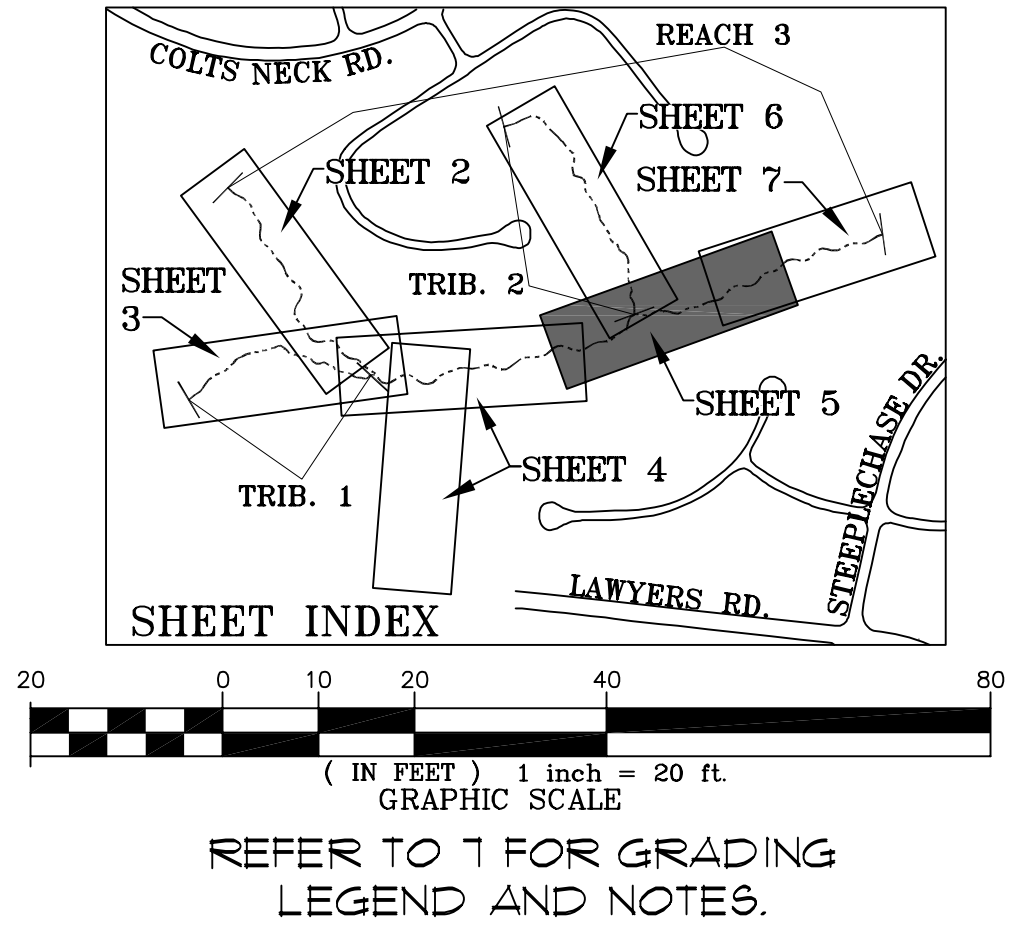 REACH 3
COLTS NECK RD.
SHEET 6
SHEET 2
SHEET 7
SHEET
3
TRIB. 2
STEEPLECHASE DR.
SHEET 5
SHEET 4
TRIB. 1
LAWYERS RD.
SHEET INDEX
20 0 10 20 40 80
( IN FEET ) 1 inch = 20 ft.
GRAPHIC SCALE
REFER TO 7 FOR GRADING
LEGEND AND NOTES.